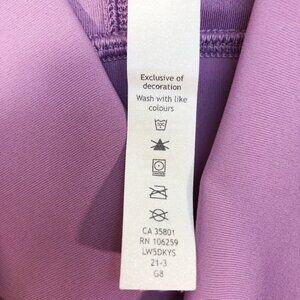 Exclusive of
decoration
Wash with like
colours
CA 35801
RN 106259
LW5DKYS
21-3
G8